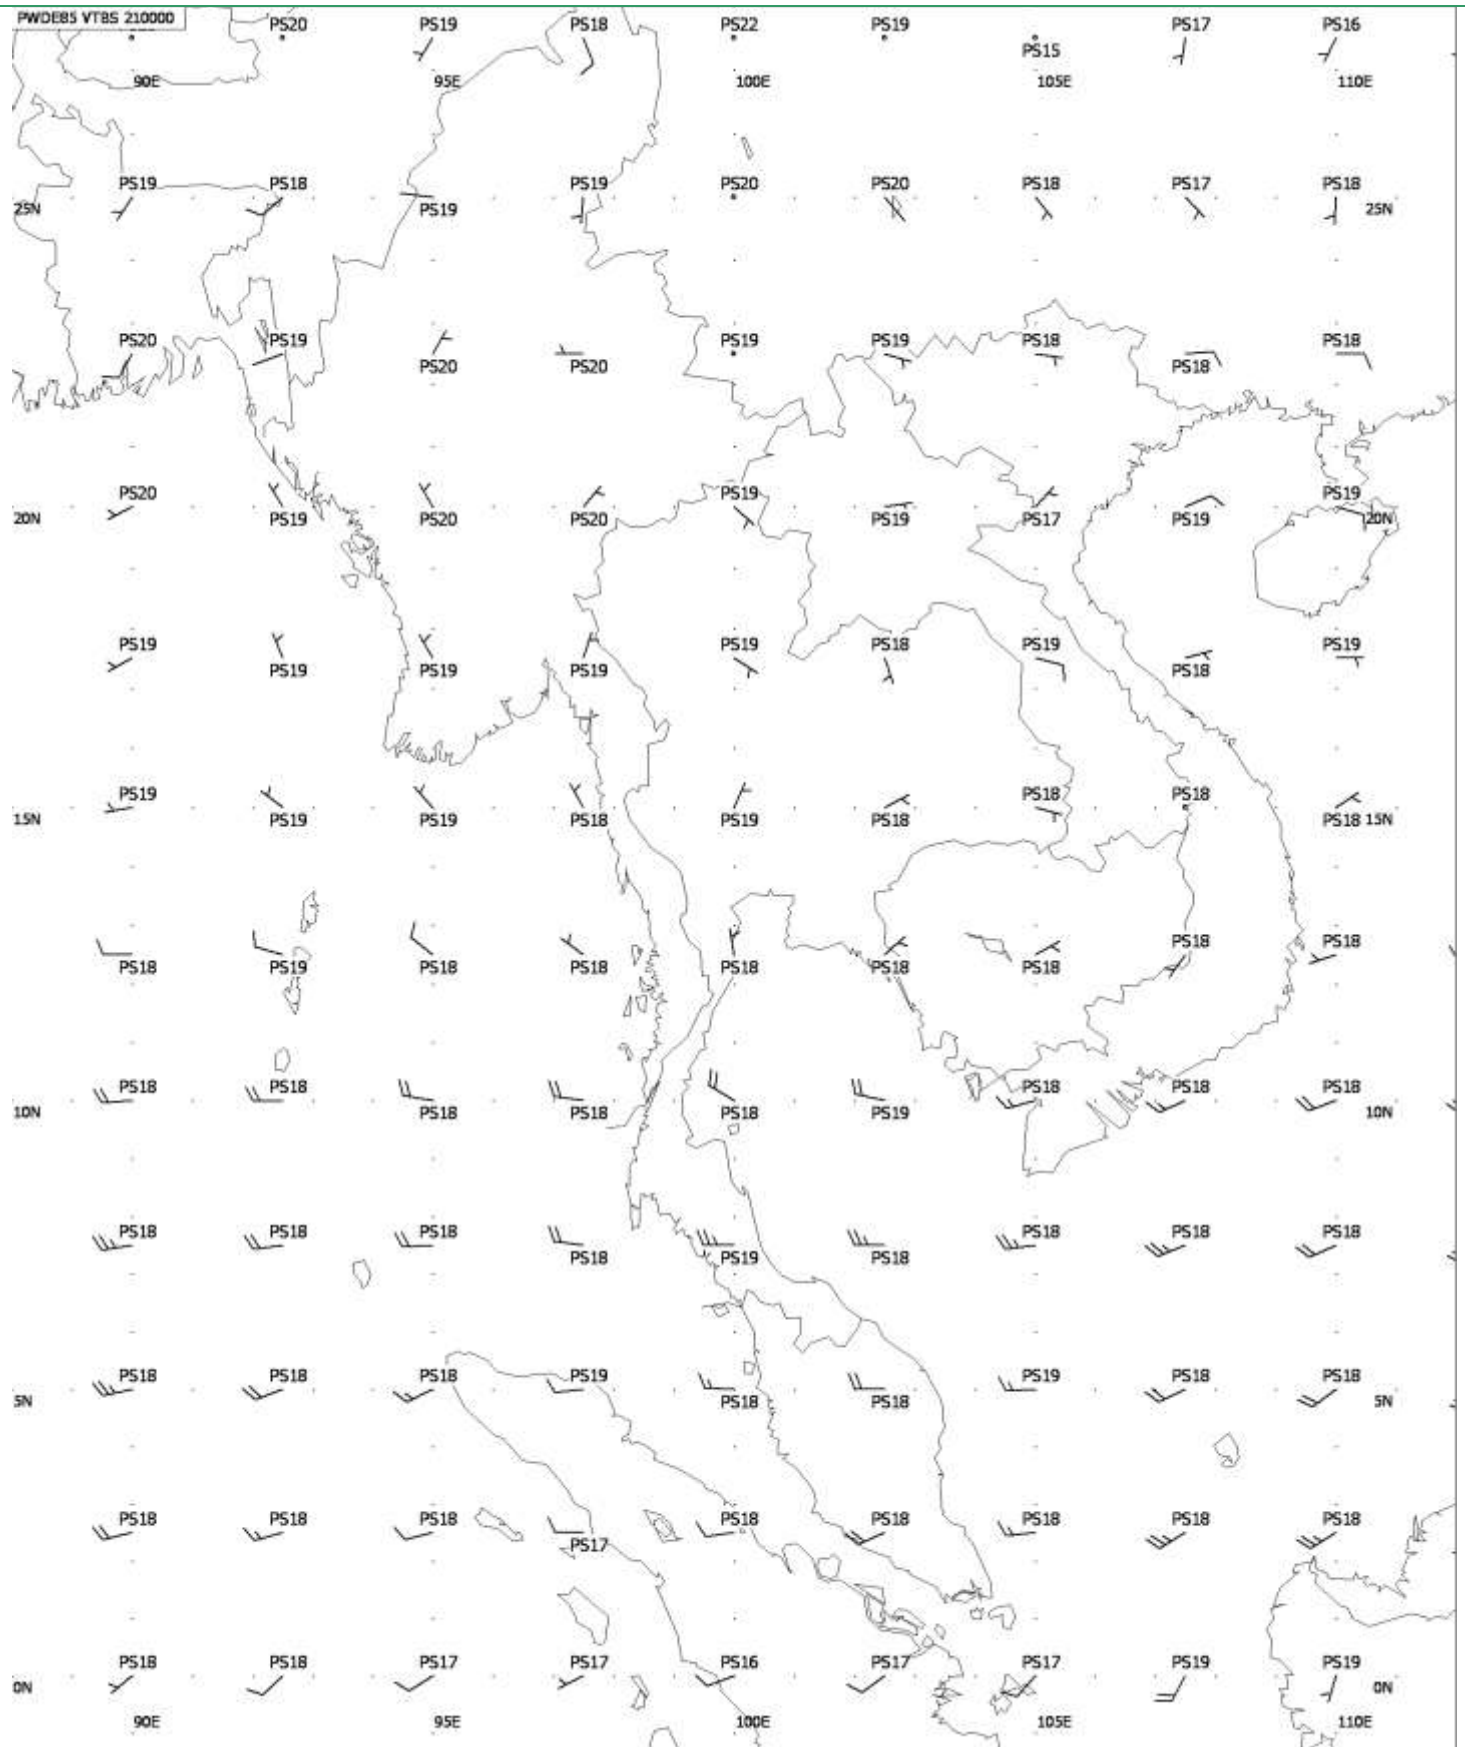 PWDE85 VTBS 210000
PS20 PS19 PS18 PS22 PS19 PS15 PS17 PS16
90E 95E 100E 105E 110E
PS19 PS18 PS19 PS19 PS20 PS20 PS18 PS17 PS18
25N 25N
PS20 PS19 PS20 PS20 PS19 PS19 PS18 PS18 PS18
PS20 PS19 PS20 PS20 PS19 PS19 PS17 PS19 PS19
20N 20N
PS19 PS19 PS19 PS19 PS19 PS18 PS19 PS18 PS19
PS19 PS19 PS19 PS18 PS19 PS18 PS18 PS18 PS18
15N 15N
PS18 PS19 PS18 PS18 PS18 PS18 PS18 PS18 PS18
PS18 PS18 PS18 PS18 PS18 PS19 PS18 PS18 PS18
10N 10N
PS18 PS18 PS18 PS18 PS19 PS18 PS18 PS18 PS18
PS18 PS18 PS18 PS19 PS18 PS18 PS19 PS18 PS18
5N 5N
PS18 PS18 PS18 PS17 PS18 PS18 PS18 PS18 PS18
PS18 PS18 PS17 PS17 PS16 PS17 PS17 PS19 PS19
0N 0N
90E 95E 100E 105E 110E